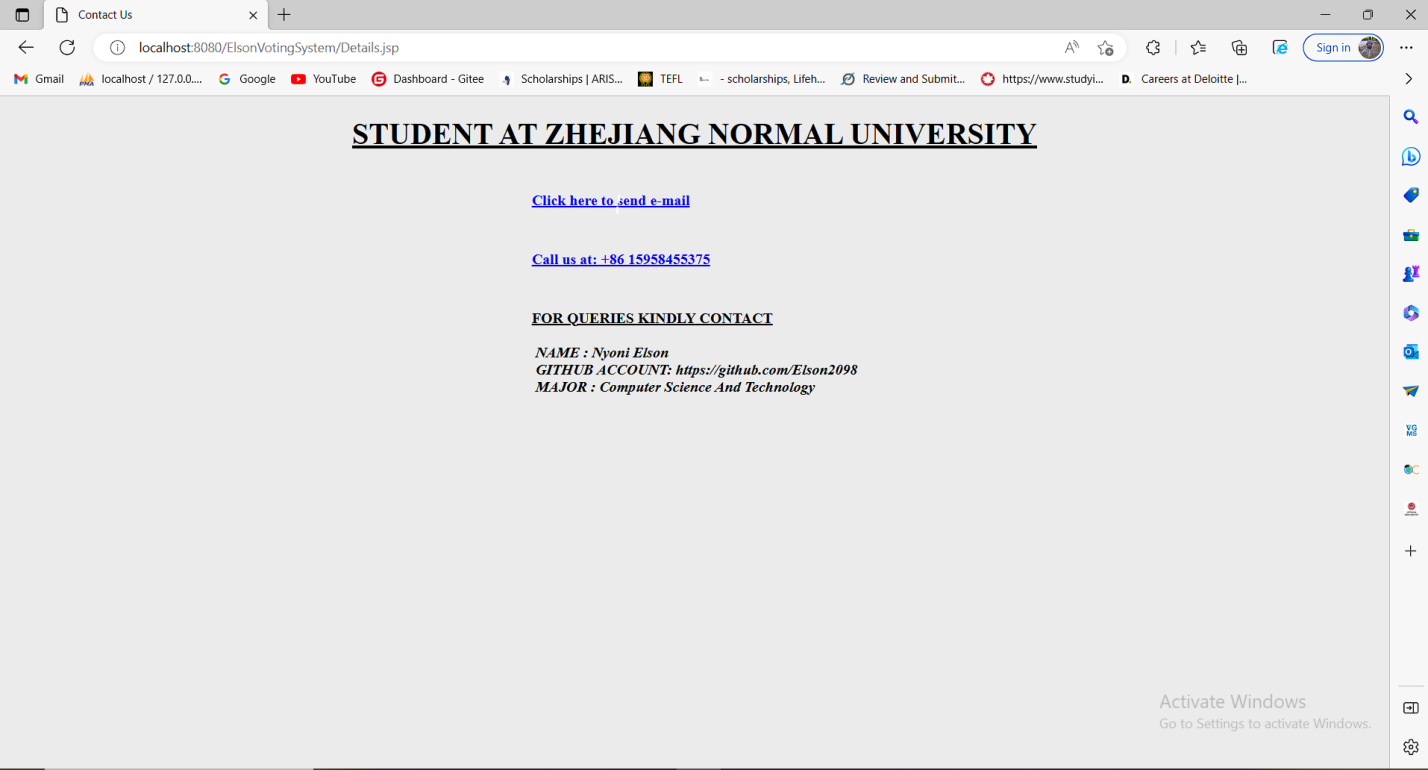 Contact Us
localhost:8080/ElsonVotingSystem/Details.jsp
Sign in
Gmail
localhost / 127.0.0....
Google
YouTube
Dashboard - Gitee
Scholarships | ARIS...
TEFL
- scholarships, Lifeh...
Review and Submit...
https://www.studyi...
Careers at Deloitte |...
STUDENT AT ZHEJIANG NORMAL UNIVERSITY
Click here to send e-mail
Call us at: +86 15958455375
FOR QUERIES KINDLY CONTACT
NAME : Nyoni Elson
GITHUB ACCOUNT: https://github.com/Elson2098
MAJOR : Computer Science And Technology
VG
MS
Activate Windows
Go to Settings to activate Windows.